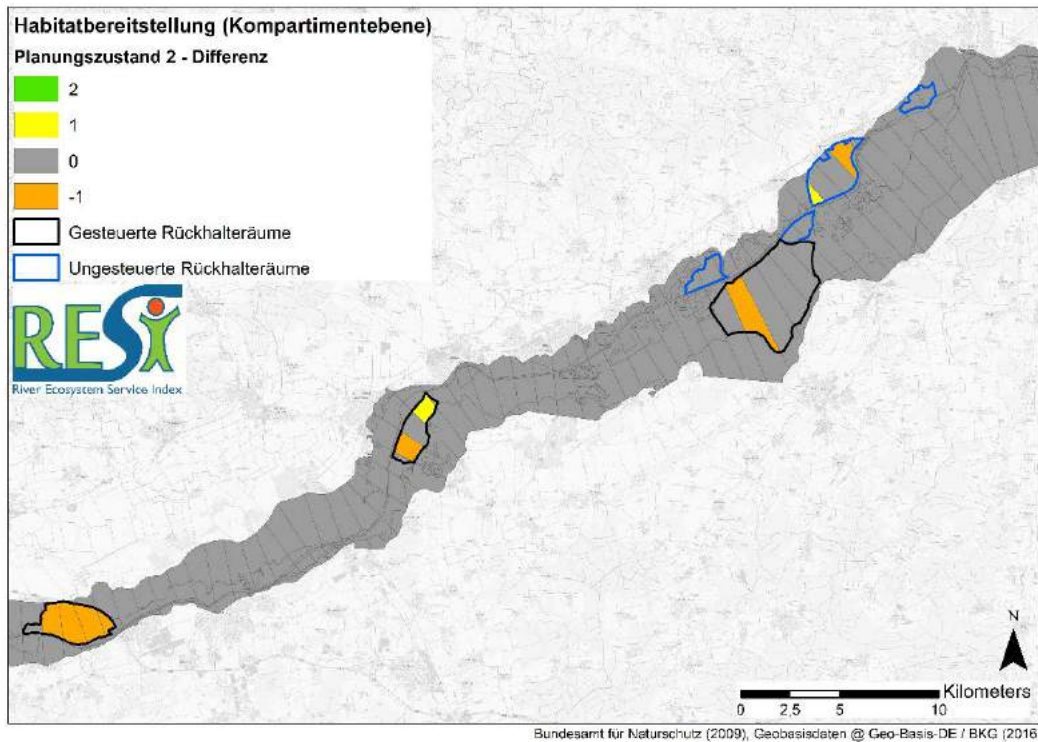 Habitatbereitstellung (Kompartimentebene)
Planungszustand 2 - Differenz
2
1
0
-1
Gesteuerte Rückhalteräume
Ungesteuerte Rückhalteräume
RESI
River Ecosystem Service Index
N
Kilometers
0 2,5 5 10
Bundesamt für Naturschutz (2009), Geobasisdaten @ Geo-Basis-DE / BKG (2016